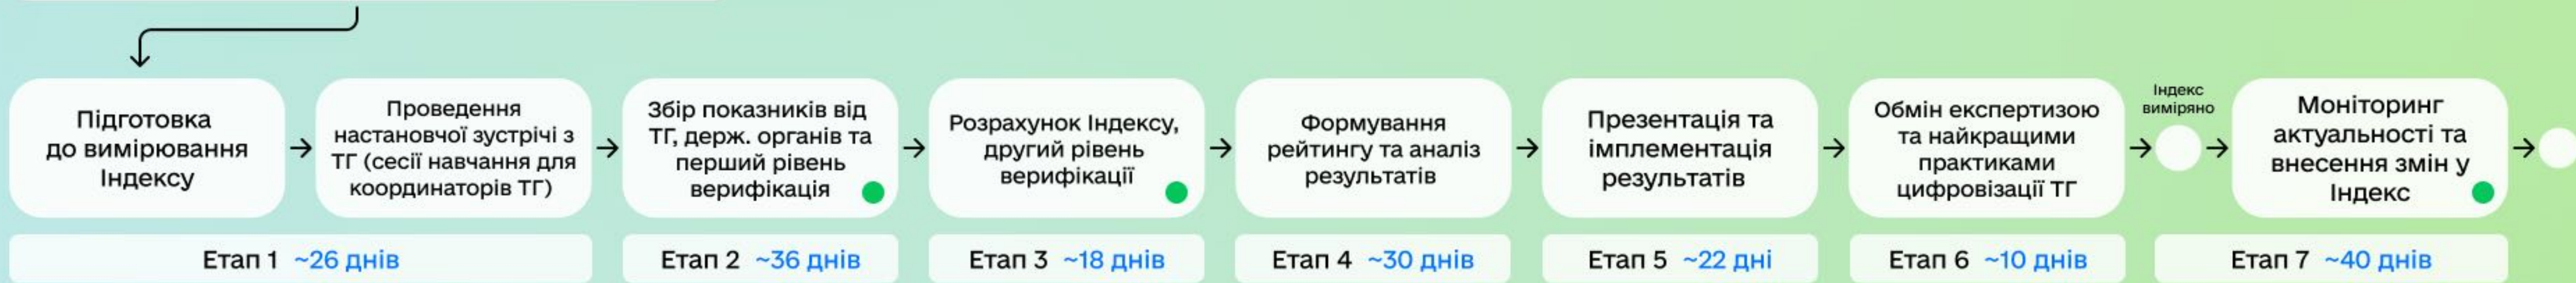 Підготовка
до вимірювання
Індексу
Проведення
настановчої зустрічі з
ТГ (сесії навчання для
координаторів ТГ)
Збір показників від
ТГ, держ. органів та
перший рівень
верифікація
Розрахунок Індексу,
другий рівень
верифікації
Формування
рейтингу та аналіз
результатів
Презентація та
імплементація
результатів
Обмін експертизою
та найкращими
практиками
цифровізації ТГ
Індекс
виміряно
Моніторинг
актуальності та
внесення змін у
Індекс
Етап 1 ~26 днів
Етап 2 ~36 днів
Етап 3 ~18 днів
Етап 4 ~30 днів
Етап 5 ~22 дні
Етап 6 ~10 днів
Етап 7 ~40 днів